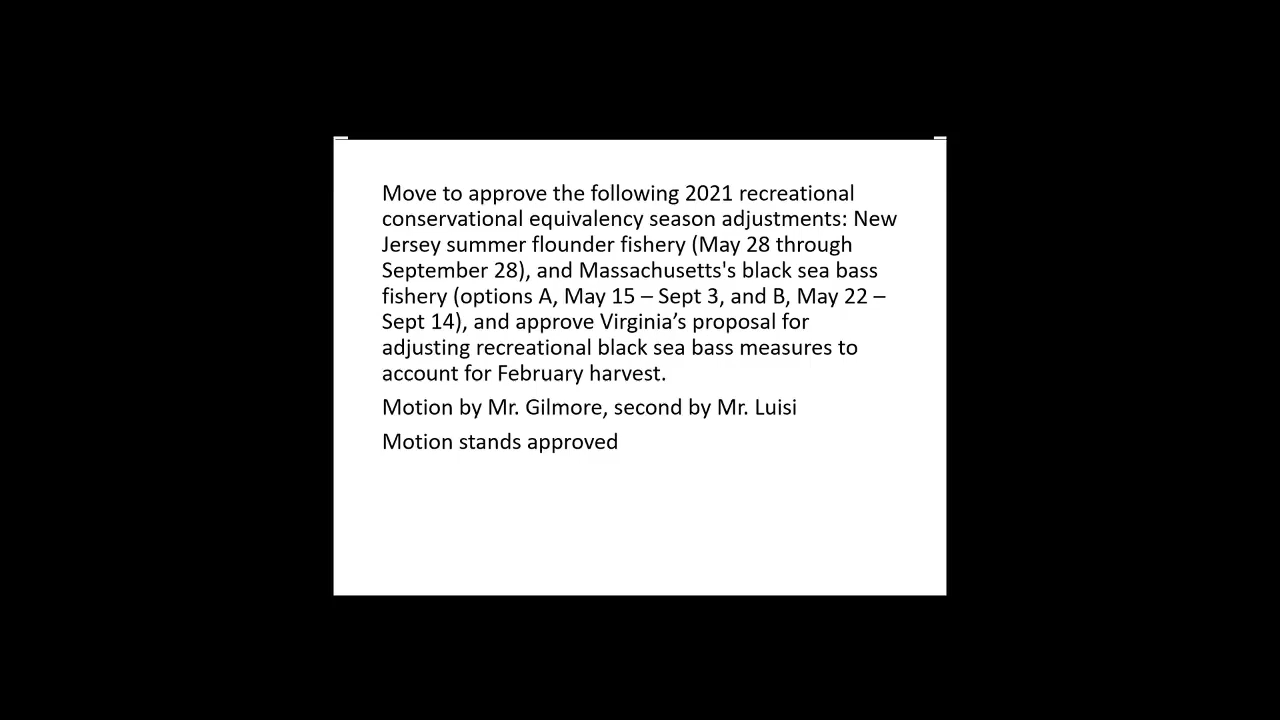 Move to approve the following 2021 recreational
conservational equivalency season adjustments: New
Jersey summer flounder fishery (May 28 through
September 28), and Massachusetts's black sea bass
fishery (options A, May 15 – Sept 3, and B, May 22 –
Sept 14), and approve Virginia’s proposal for
adjusting recreational black sea bass measures to
account for February harvest.
Motion by Mr. Gilmore, second by Mr. Luisi
Motion stands approved